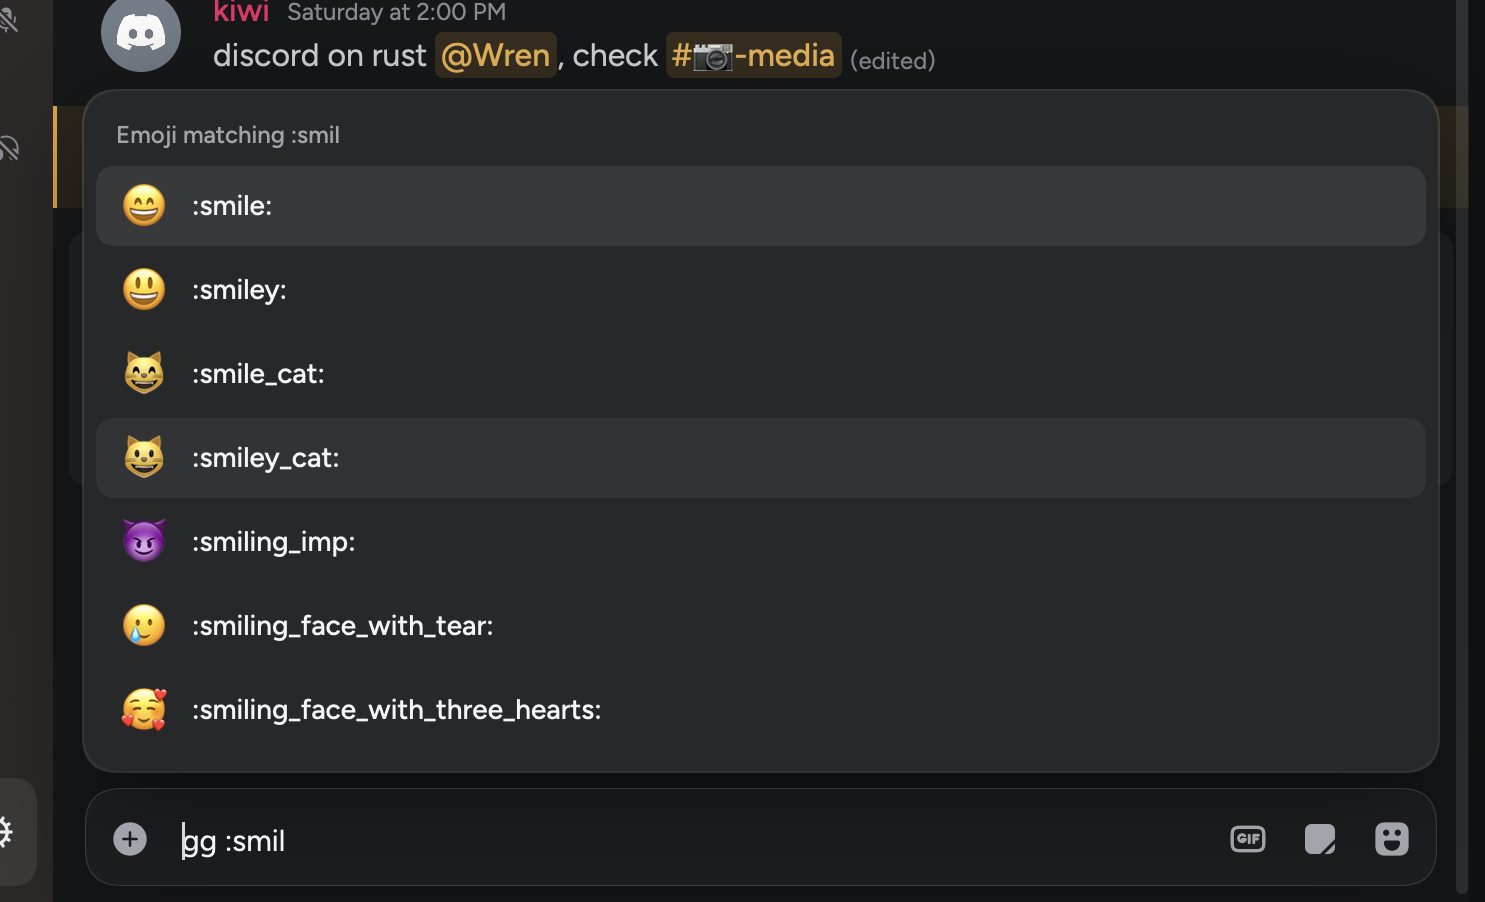 kiwi Saturday at 2:00 PM
discord on rust @Wren, check #📷-media (edited)
Emoji matching :smil
:smile:
:smiley:
:smile_cat:
:smiley_cat:
:smiling_imp:
:smiling_face_with_tear:
:smiling_face_with_three_hearts:
gg :smil
GIF